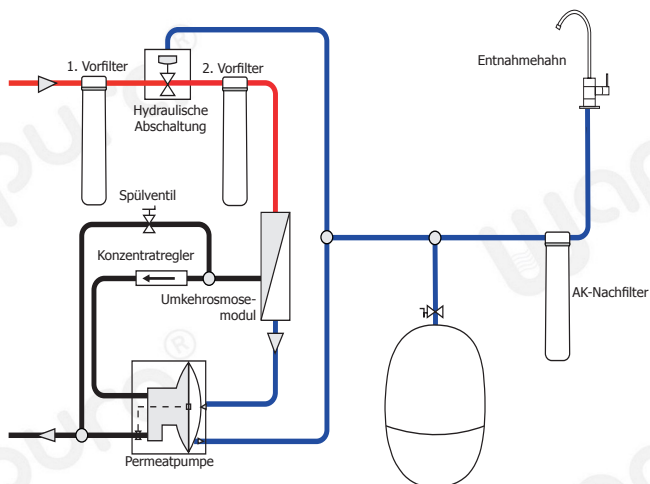 1. Vorfilter
2. Vorfilter
Entnahmehahn
Hydraulische
Abschaltung
Spülventil
Konzentratregler
Umkehrosmose-
modul
AK-Nachfilter
Permeatpumpe